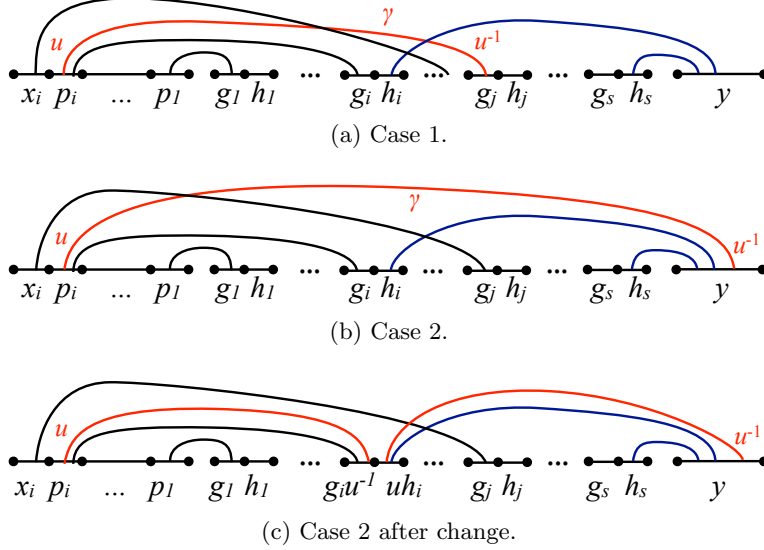 γ
u u⁻¹
xᵢ pᵢ ... p₁ g₁ h₁ ... gᵢ hᵢ ... gⱼ hⱼ ... gₛ hₛ y
(a) Case 1.
γ
u u⁻¹
xᵢ pᵢ ... p₁ g₁ h₁ ... gᵢ hᵢ ... gⱼ hⱼ ... gₛ hₛ y
(b) Case 2.
u u⁻¹
xᵢ pᵢ ... p₁ g₁ h₁ ... gᵢu⁻¹ uhᵢ ... gⱼ hⱼ ... gₛ hₛ y
(c) Case 2 after change.